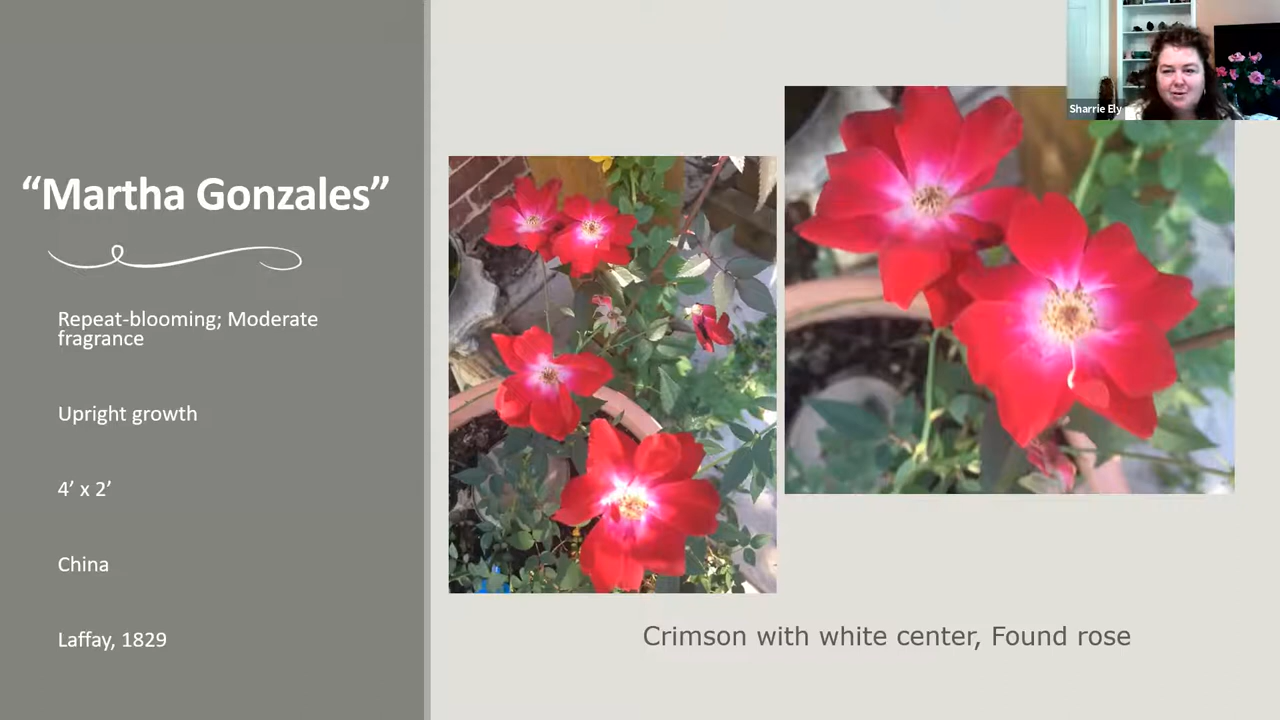 “Martha Gonzales”
Repeat-blooming; Moderate
fragrance
Upright growth
4’ x 2’
China
Laffay, 1829
Sharrie Ely
Crimson with white center, Found rose